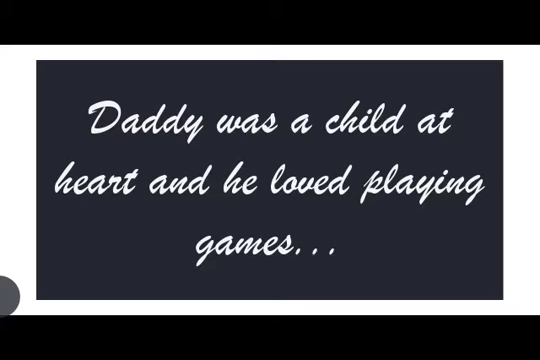 Daddy was a child at
heart and he loved playing
games...